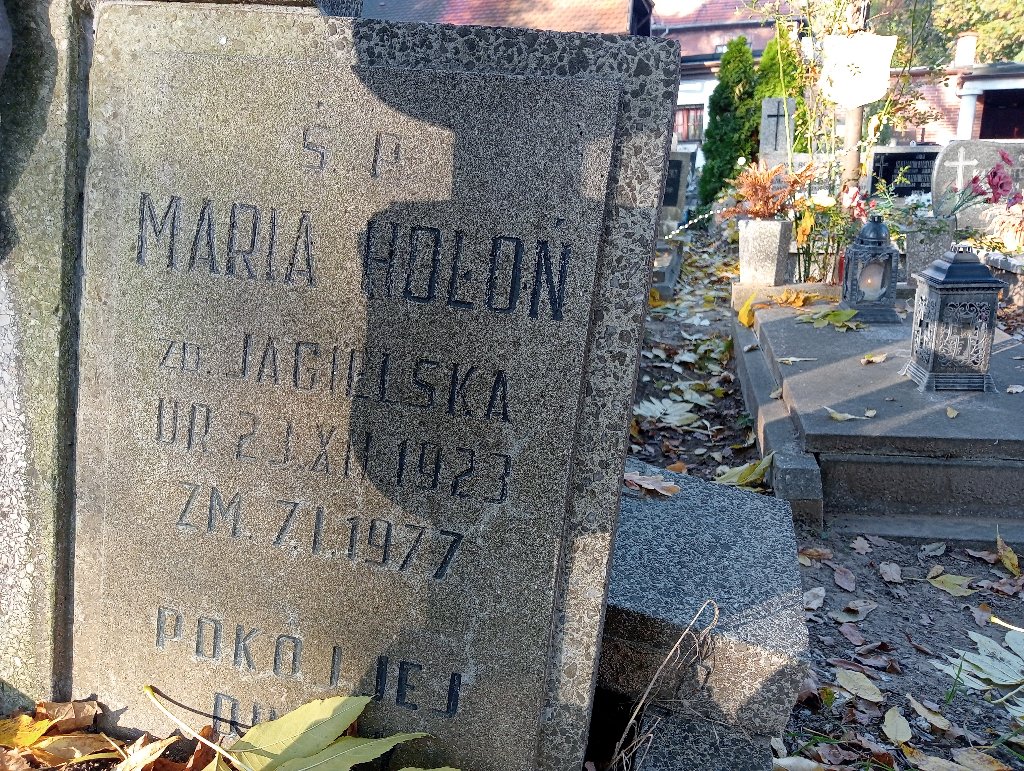 Ś P
MARIA HOŁOŃ
ZD. JAGIELSKA
UR. 21.XII.1923
ZM. 7.I.1977
POKÓJ JEJ